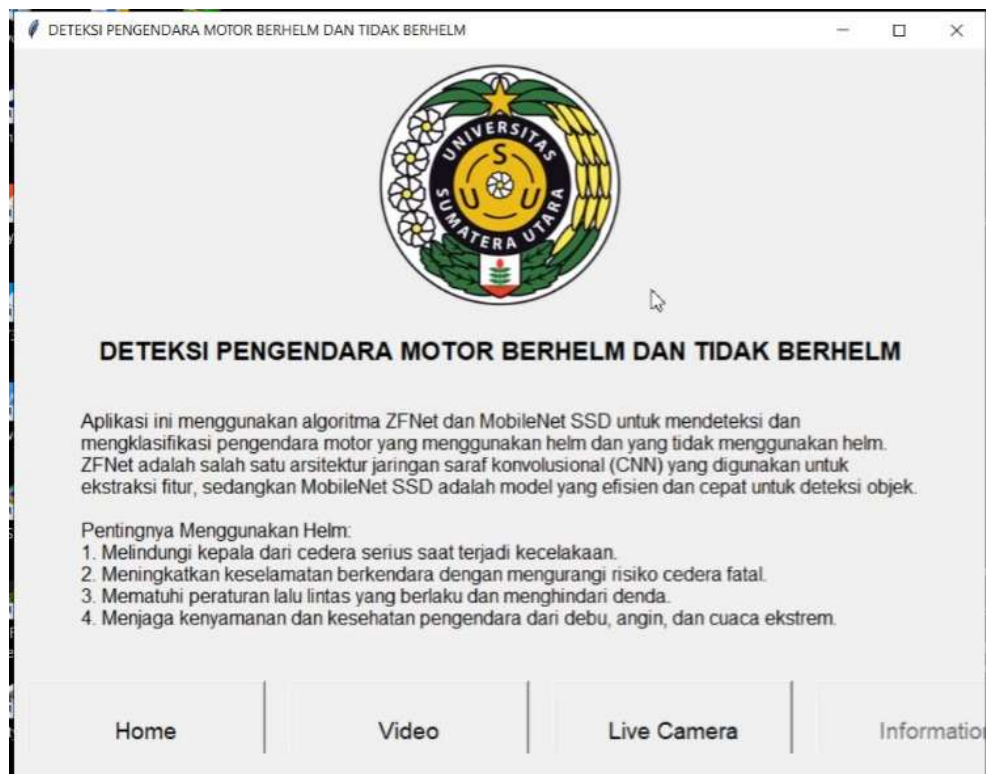 DETEKSI PENGENDARA MOTOR BERHELM DAN TIDAK BERHELM
UNIVERSITAS
SUMATERA UTARA
U S U
DETEKSI PENGENDARA MOTOR BERHELM DAN TIDAK BERHELM
Aplikasi ini menggunakan algoritma ZFNet dan MobileNet SSD untuk mendeteksi dan
mengklasifikasi pengendara motor yang menggunakan helm dan yang tidak menggunakan helm.
ZFNet adalah salah satu arsitektur jaringan saraf konvolusional (CNN) yang digunakan untuk
ekstraksi fitur, sedangkan MobileNet SSD adalah model yang efisien dan cepat untuk deteksi objek.
Pentingnya Menggunakan Helm:
1. Melindungi kepala dari cedera serius saat terjadi kecelakaan.
2. Meningkatkan keselamatan berkendara dengan mengurangi risiko cedera fatal.
3. Mematuhi peraturan lalu lintas yang berlaku dan menghindari denda.
4. Menjaga kenyamanan dan kesehatan pengendara dari debu, angin, dan cuaca ekstrem.
Home Video Live Camera Information